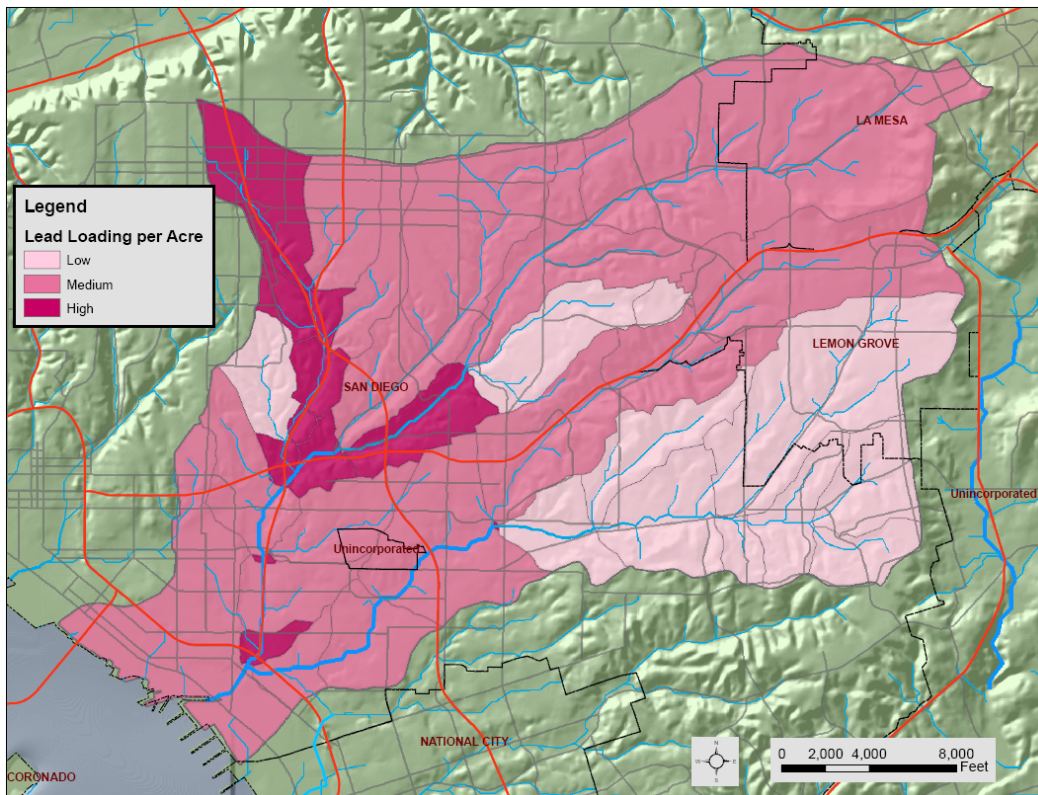 LA MESA
Legend
Lead Loading per Acre
Low
Medium
High
LEMON GROVE
SAN DIEGO
Unincorporated
Unincorporated
NATIONAL CITY
CORONADO
N
W E
S
0 2,000 4,000 8,000
Feet